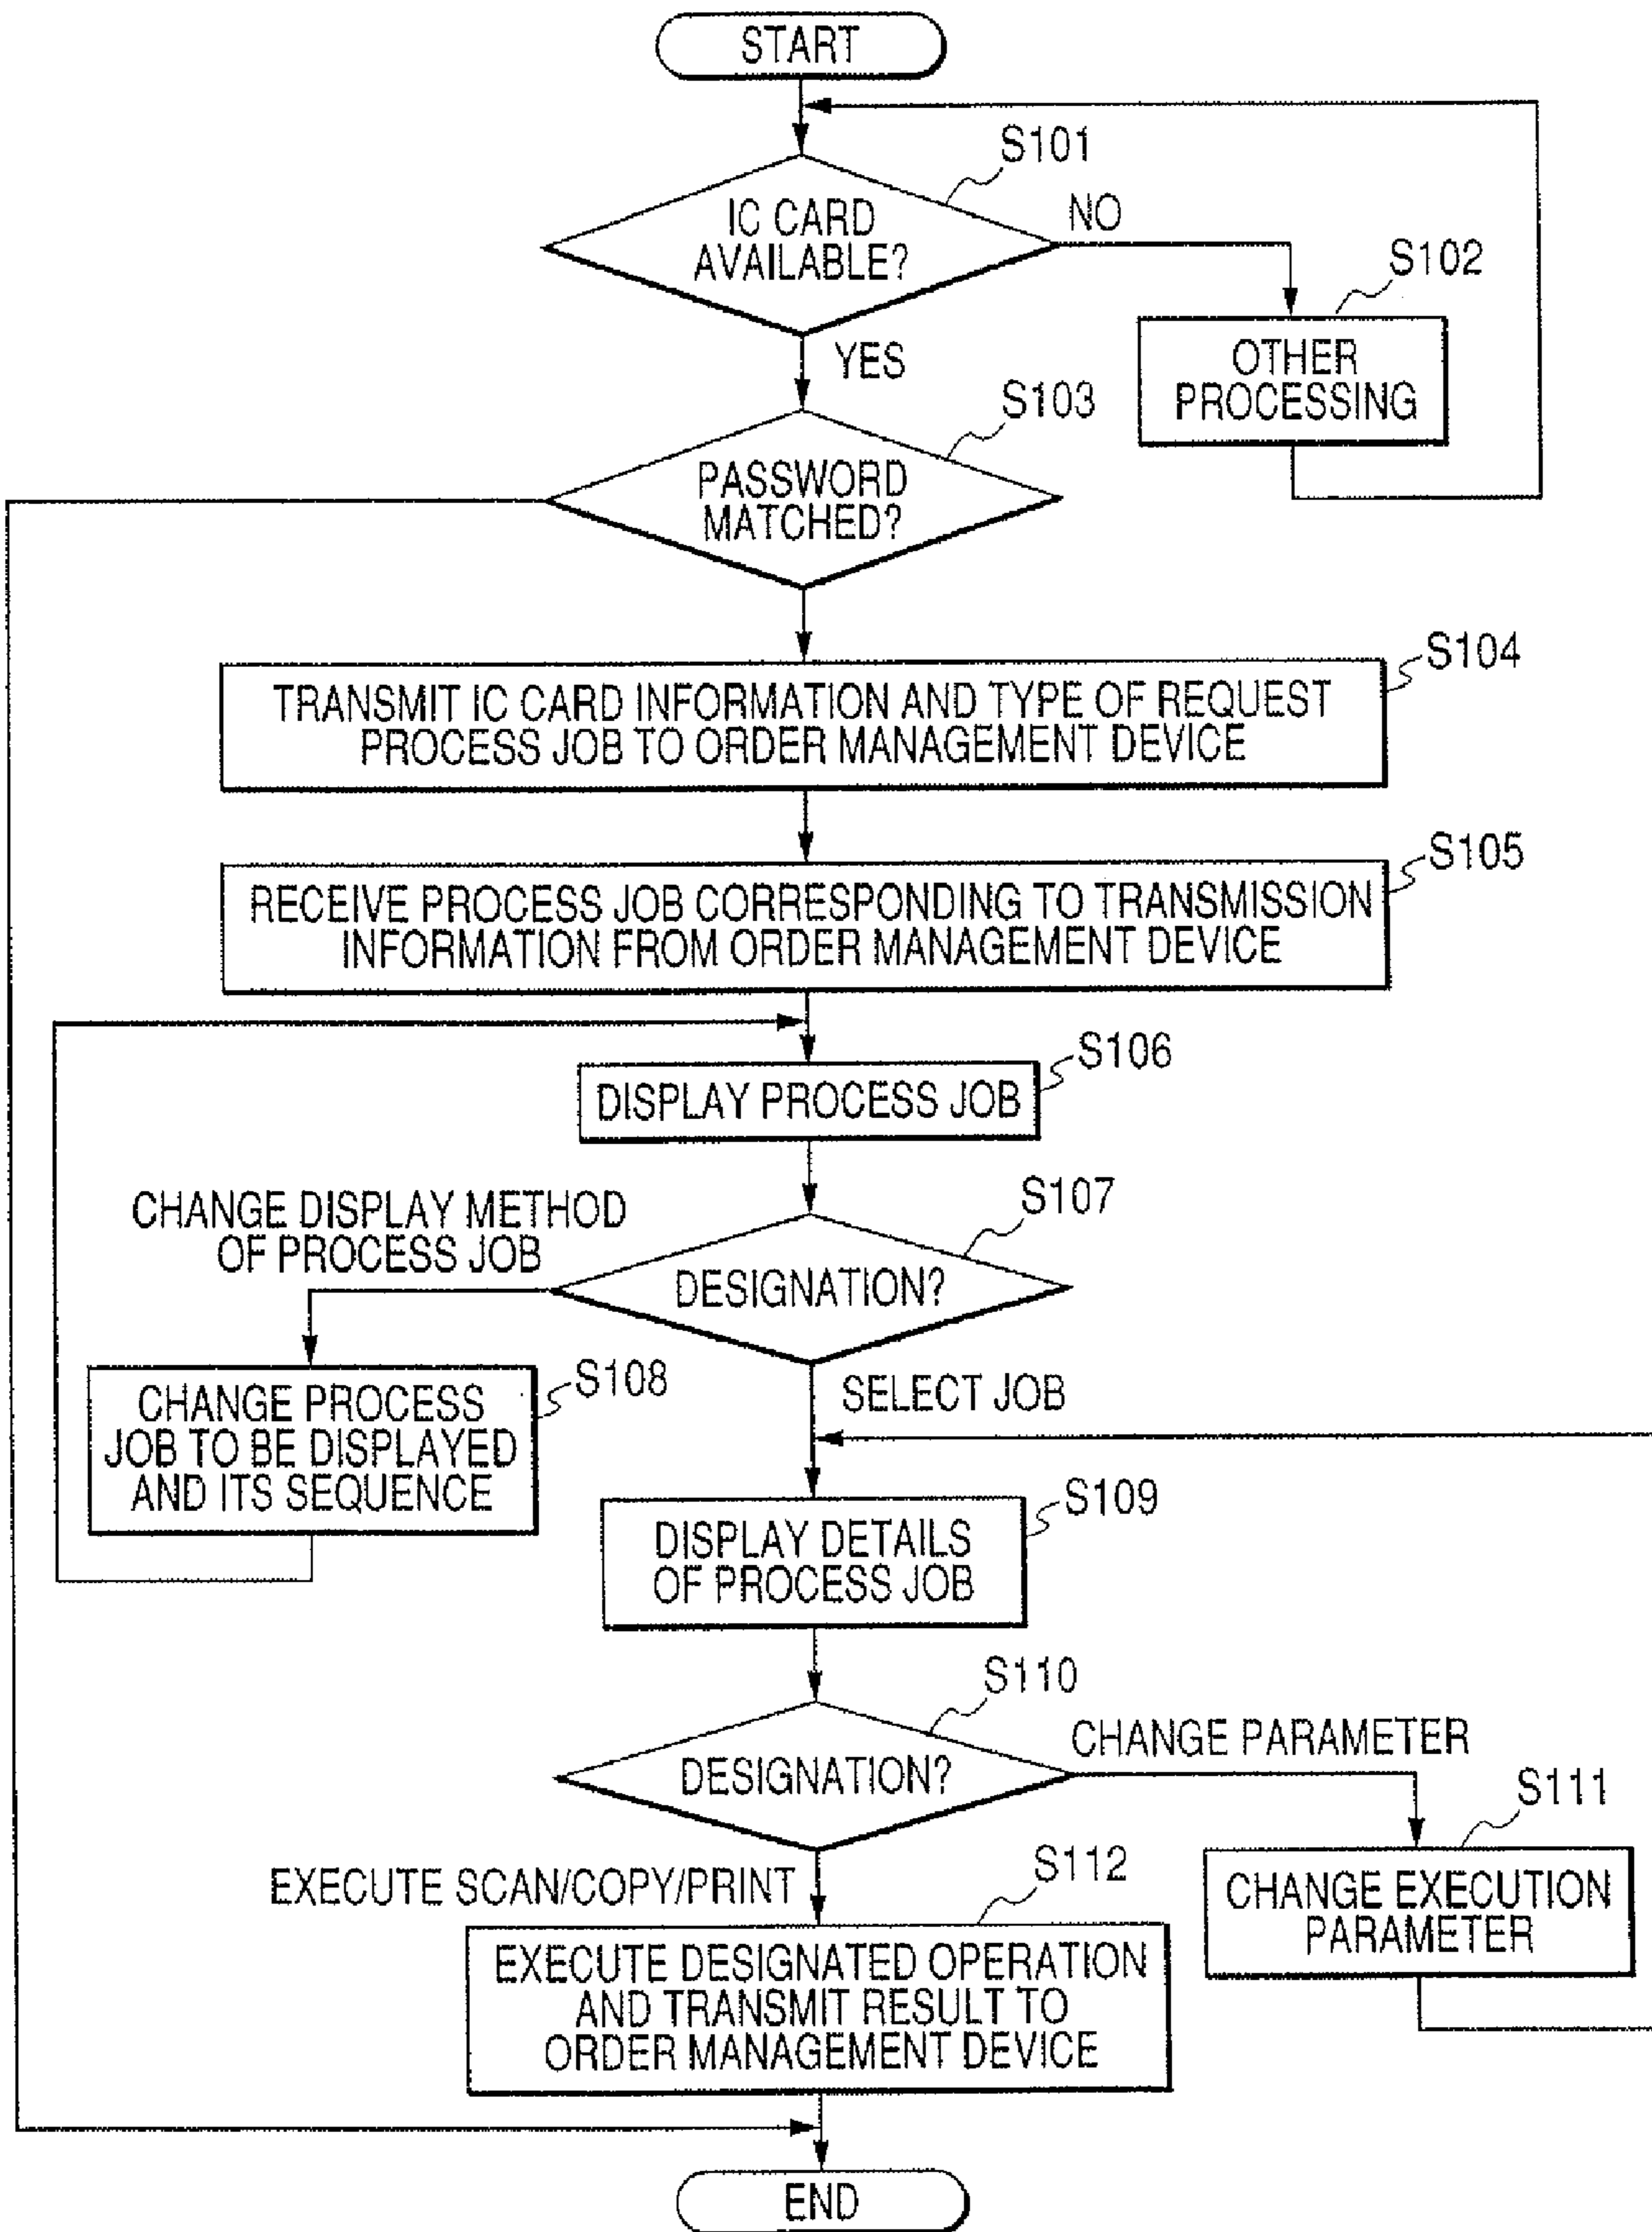 START
S101
IC CARD
AVAILABLE?
NO
S102
OTHER
PROCESSING
YES
S103
PASSWORD
MATCHED?
S104
TRANSMIT IC CARD INFORMATION AND TYPE OF REQUEST
PROCESS JOB TO ORDER MANAGEMENT DEVICE
S105
RECEIVE PROCESS JOB CORRESPONDING TO TRANSMISSION
INFORMATION FROM ORDER MANAGEMENT DEVICE
S106
DISPLAY PROCESS JOB
S107
CHANGE DISPLAY METHOD
OF PROCESS JOB
DESIGNATION?
S108
CHANGE PROCESS
JOB TO BE DISPLAYED
AND ITS SEQUENCE
SELECT JOB
S109
DISPLAY DETAILS
OF PROCESS JOB
S110
DESIGNATION?
CHANGE PARAMETER
S111
CHANGE EXECUTION
PARAMETER
EXECUTE SCAN/COPY/PRINT
S112
EXECUTE DESIGNATED OPERATION
AND TRANSMIT RESULT TO
ORDER MANAGEMENT DEVICE
END